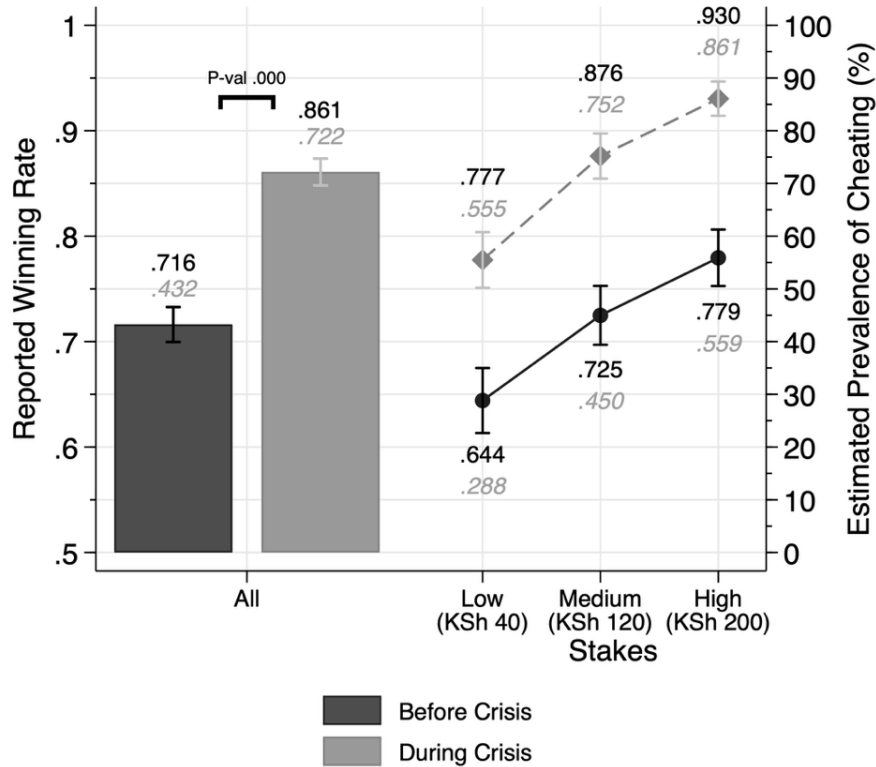 Reported Winning Rate
1
.9
.8
.7
.6
.5
P-val .000
.716
.432
.861
.722
.777
.555
.876
.752
.930
.861
.644
.288
.725
.450
.779
.559
100
90
80
70
60
50
40
30
20
10
0
Estimated Prevalence of Cheating (%)
All
Low
(KSh 40)
Medium
(KSh 120)
High
(KSh 200)
Stakes
Before Crisis
During Crisis